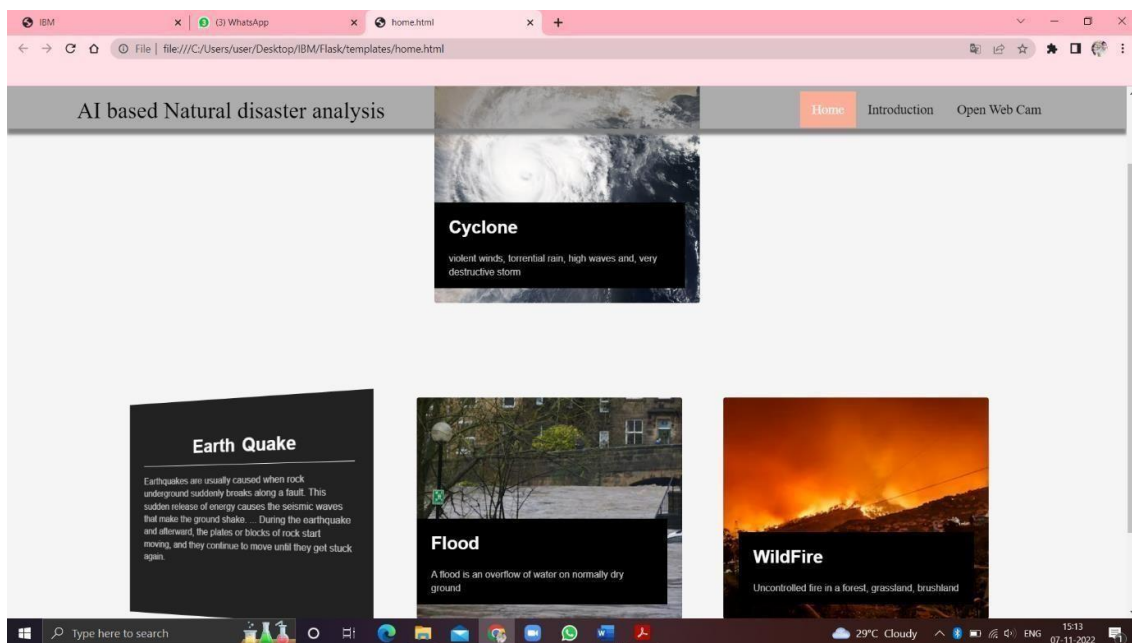 IBM
(3) WhatsApp
home.html
File | file:///C:/Users/user/Desktop/IBM/Flask/templates/home.html
AI based Natural disaster analysis
Home
Introduction
Open Web Cam
Cyclone
violent winds, torrential rain, high waves and, very
destructive storm
Earth Quake
Earthquakes are usually caused when rock
underground suddenly breaks along a fault. This
sudden release of energy causes the seismic waves
that make the ground shake. ... During the earthquake
and afterward, the plates or blocks of rock start
moving, and they continue to move until they get stuck
again.
Flood
A flood is an overflow of water on normally dry
ground
WildFire
Uncontrolled fire in a forest, grassland, brushland
Type here to search
29°C Cloudy
ENG
15:13
07-11-2022